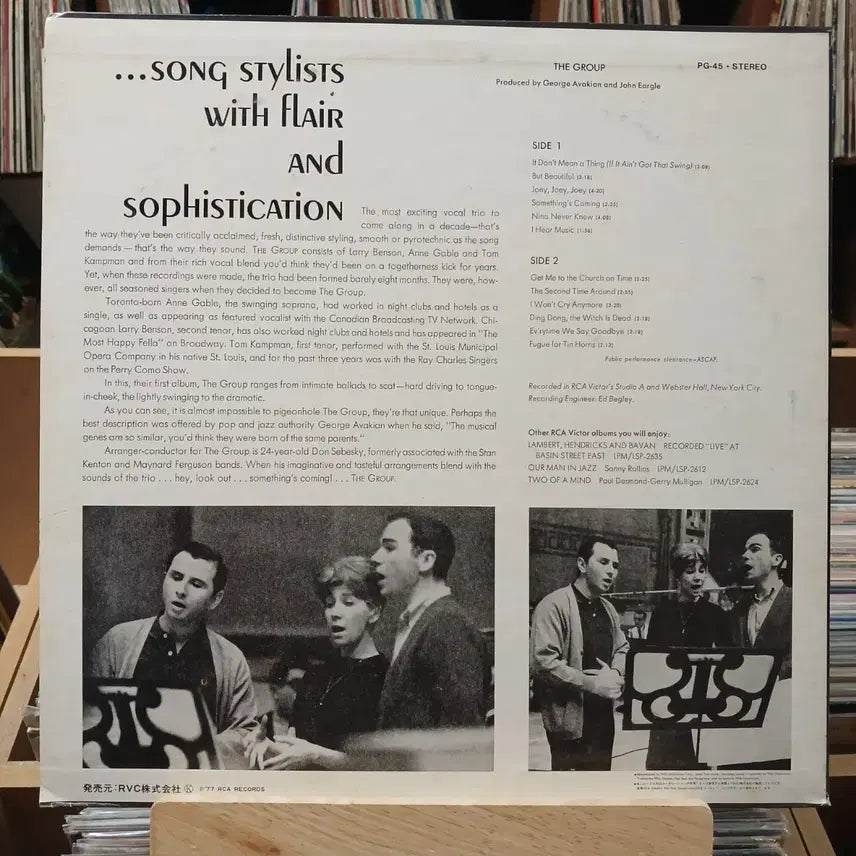 ...SONG STYLISTS
WITH FLAIR
AND
SOPHISTICATION
The most exciting vocal trio to
come along in a decade—that's
the way they've been critically acclaimed; fresh, distinctive styling, smooth or pyrotechnic as the song
demands — that's the way they sound. THE GROUP consists of Larry Benson, Anne Gable and Tom
Kampman and from their rich vocal blend you'd think they'd been on a togetherness kick for years.
Yet, when these recordings were made, the trio had been formed barely eight months. They were, how-
ever, all seasoned singers when they decided to become The Group.
Toronto-born Anne Gable, the swinging soprano, had worked in night clubs and hotels as a
single, as well as appearing as featured vocalist with the Canadian Broadcasting TV Network. Chi-
cagoan Larry Benson, second tenor, has also worked night clubs and hotels and has appeared in "The
Most Happy Fella" on Broadway. Tom Kampman, first tenor, performed with the St. Louis Municipal
Opera Company in his native St. Louis, and for the past three years was with the Ray Charles Singers
on the Perry Como Show.
In this, their first album, The Group ranges from intimate ballads to scat—hard driving to tongue-
in-cheek, the lightly swinging to the dramatic.
As you can see, it is almost impossible to pigeonhole The Group, they're that unique. Perhaps the
best description was offered by pop and jazz authority George Avakian when he said, "The musical
genes are so similar, you'd think they were born of the same parents."
Arranger-conductor for The Group is 24-year-old Don Sebesky, formerly associated with the Stan
Kenton and Maynard Ferguson bands. When his imaginative and tasteful arrangements blend with the
sounds of the trio . . . hey, look out . . . something's coming! . . . THE GROUP.
THE GROUP
PG-45 • STEREO
Produced by George Avakian and John Eargle
SIDE 1
It Don't Mean a Thing (If It Ain't Got That Swing) (2:08)
But Beautiful (3:18)
Joey, Joey, Joey (4:20)
Something's Coming (2:25)
Nina Never Knew (4:08)
I Hear Music (1:56)
SIDE 2
Get Me to the Church on Time (2:25)
The Second Time Around
I Won't Cry Anymore
Ding Dong, the Witch Is Dead (2:18)
Ev'rytime We Say Goodbye
Fugue for Tin Horns (2:12)
Public performance clearance—ASCAP.
Recorded in RCA Victor's Studio A and Webster Hall, New York City.
Recording Engineer: Ed Begley.
Other RCA Victor albums you will enjoy:
LAMBERT, HENDRICKS AND BAVAN RECORDED "LIVE" AT
BASIN STREET EAST LPM/LSP-2635
OUR MAN IN JAZZ Sonny Rollins LPM/LSP-2612
TWO OF A MIND Paul Desmond-Gerry Mulligan LPM/LSP-2624
発売元:RVC株式会社 Ⓚ ℗'77 RCA RECORDS